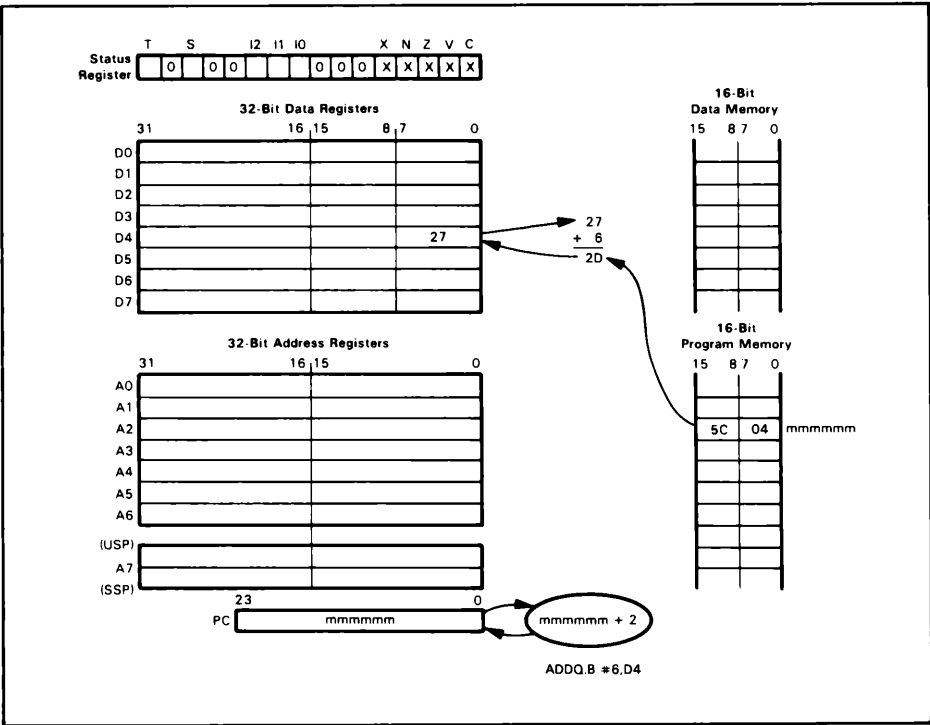 T S I2 I1 I0 X N Z V C
Status Register 0 0 0 0 0 0 X X X X X
32-Bit Data Registers
31 16 15 8 7 0
D0
D1
D2
D3
D4 27
D5
D6
D7
27
+ 6
2D
16-Bit
Data Memory
15 8 7 0
32-Bit Address Registers
31 16 15 0
A0
A1
A2
A3
A4
A5
A6
(USP)
A7
(SSP)
23 0
PC mmmmmm
mmmmmm + 2
ADDQ.B #6,D4
16-Bit
Program Memory
15 8 7 0
5C 04 mmmmmm